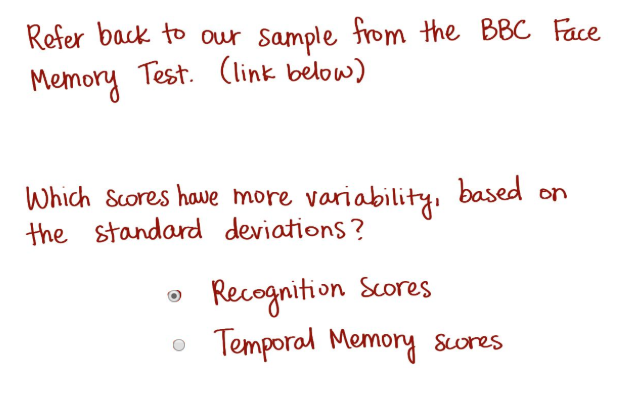 Refer back to our sample from the BBC Face
Memory Test. (link below)
Which scores have more variability, based on
the standard deviations?
Recognition Scores
Temporal Memory scores